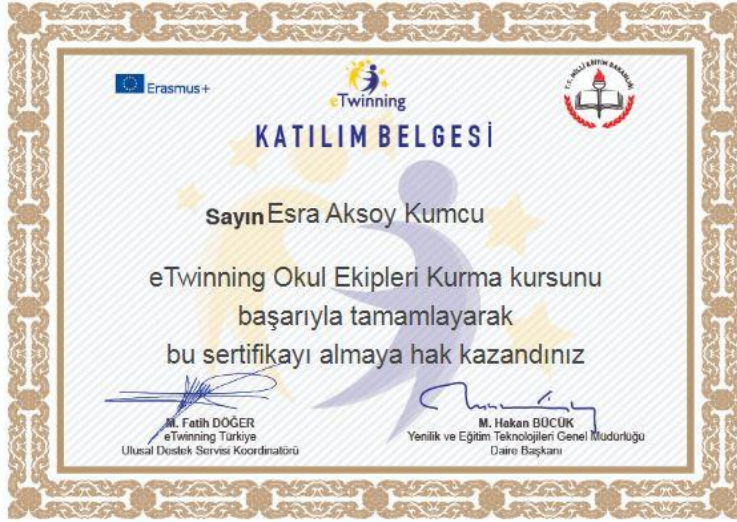 Erasmus+
eTwinning
T.C. MİLLİ EĞİTİM BAKANLIĞI
KATILIM BELGESİ
Sayın Esra Aksoy Kumcu
eTwinning Okul Ekipleri Kurma kursunu
başarıyla tamamlayarak
bu sertifikayı almaya hak kazandınız
M. Fatih DÖĞER
eTwinning Türkiye
Ulusal Destek Servisi Koordinatörü
M. Hakan BÜCÜK
Yenilik ve Eğitim Teknolojileri Genel Müdürlüğü
Daire Başkanı